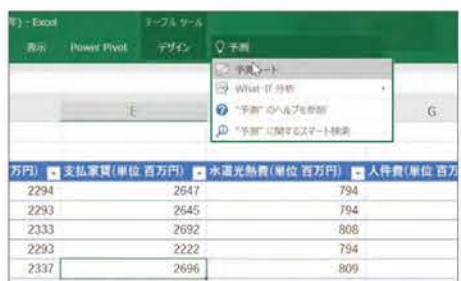 年) - Excel テーブル ツール
表示 Power Pivot デザイン 予測
予測シート
What-If 分析
"予測" のヘルプを参照
"予測" に関するスマート検索
E G
万円) 支払家賃(単位 百万円) 水道光熱費(単位 百万円) 人件費(単位 百万
2294 2647 794
2293 2645 794
2333 2692 808
2293 2222 794
2337 2696 809